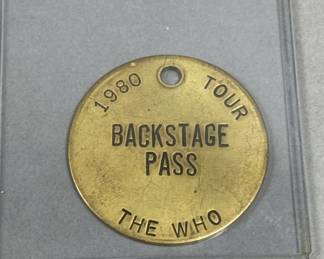 1980 TOUR
BACKSTAGE
PASS
THE WHO